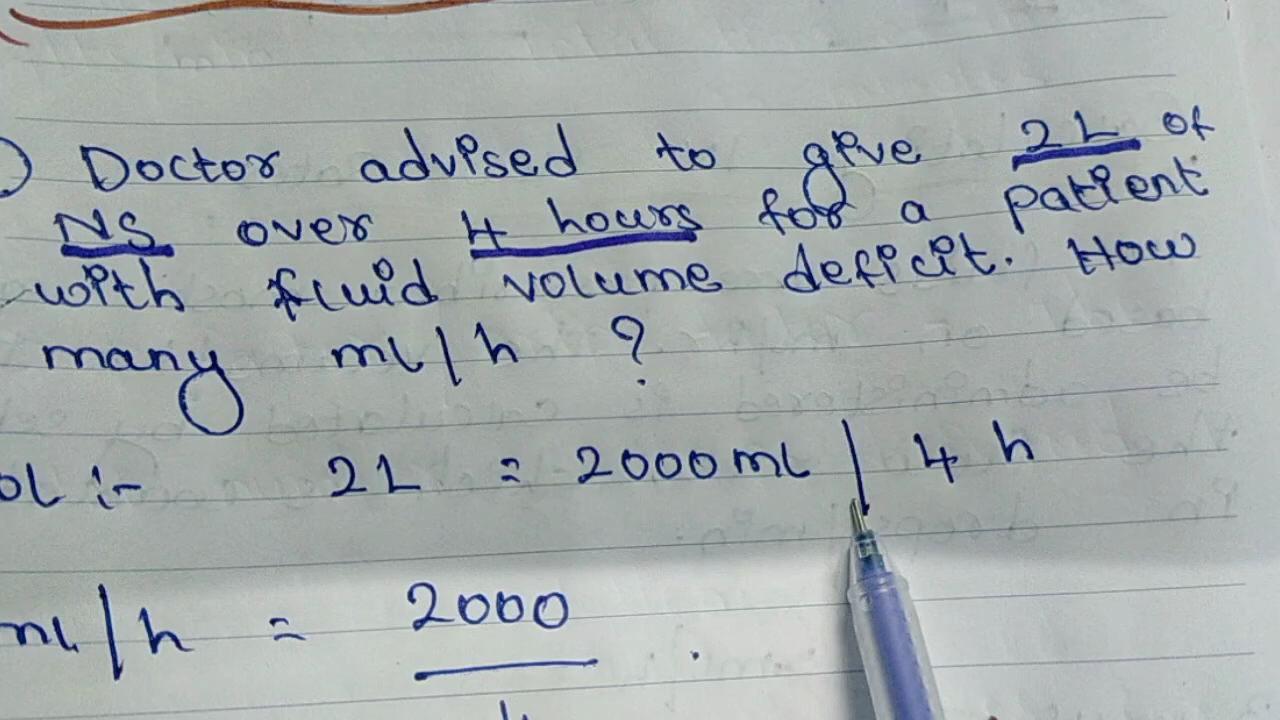 ) Doctor advised to give 2L of
NS over 4 hours for a patient
with fluid volume deficit. How
many ml/h ?
ol :- 2L = 2000ml / 4 h
ml/h = 2000